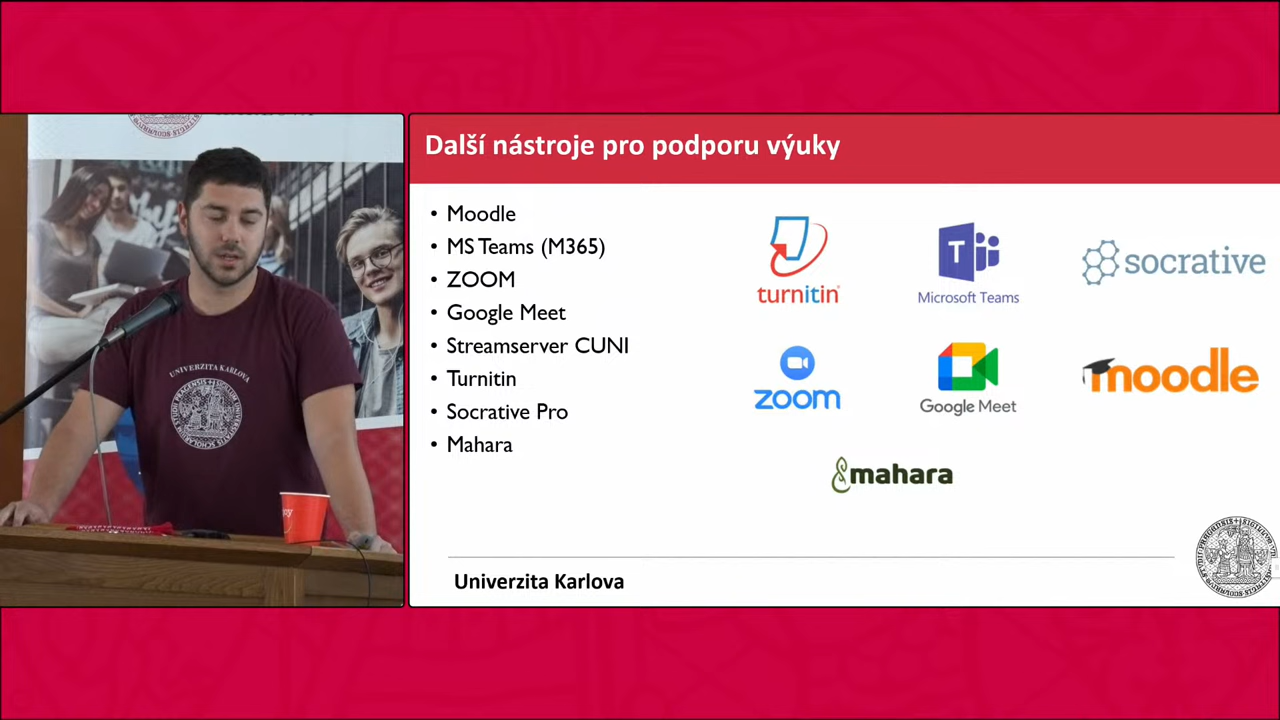 UNIVERZITA KARLOVA
Další nástroje pro podporu výuky
• Moodle
• MS Teams (M365)
• ZOOM
• Google Meet
• Streamserver CUNI
• Turnitin
• Socrative Pro
• Mahara
turnitin
Microsoft Teams
socrative
zoom
Google Meet
moodle
mahara
Univerzita Karlova